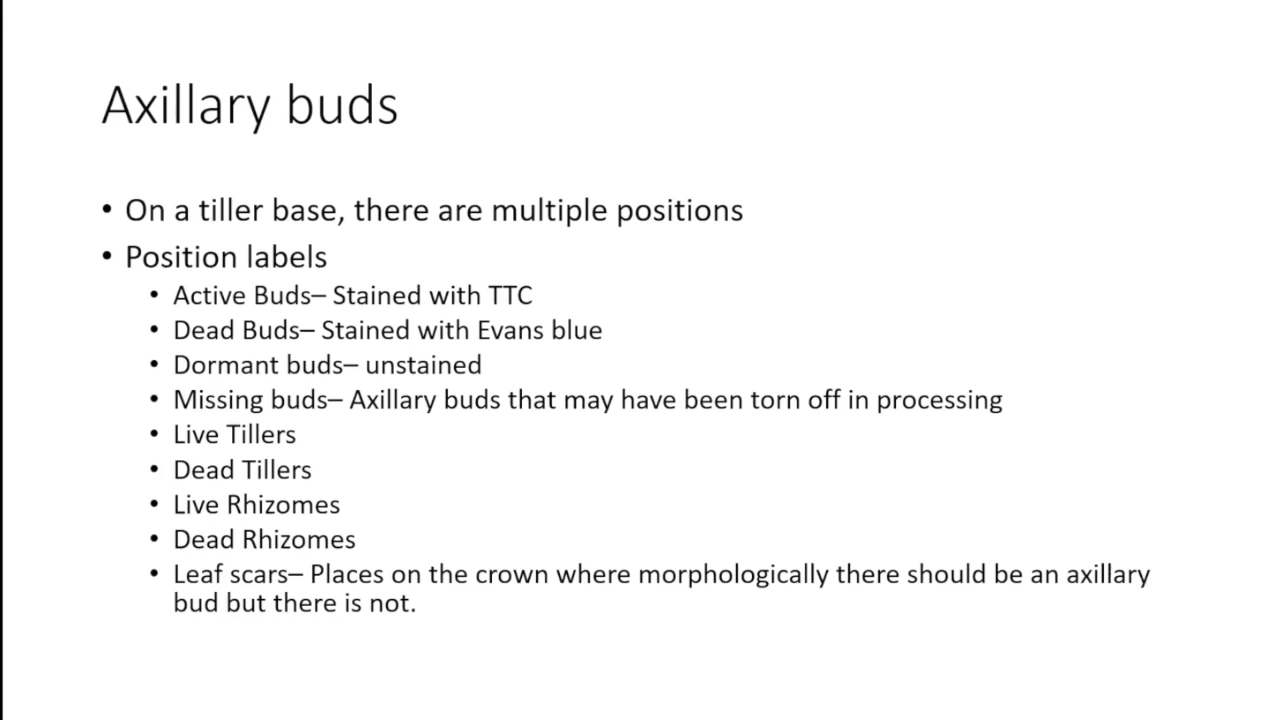 Axillary buds
• On a tiller base, there are multiple positions
• Position labels
• Active Buds– Stained with TTC
• Dead Buds– Stained with Evans blue
• Dormant buds– unstained
• Missing buds– Axillary buds that may have been torn off in processing
• Live Tillers
• Dead Tillers
• Live Rhizomes
• Dead Rhizomes
• Leaf scars– Places on the crown where morphologically there should be an axillary
bud but there is not.